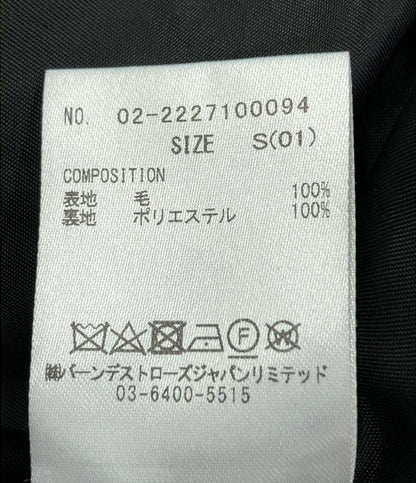 NO. 02-2227100094
SIZE S(01)
COMPOSITION
表地 毛 100%
裏地 ポリエステル 100%
F W
㈱バーンデストローズジャパンリミテッド
03-6400-5515